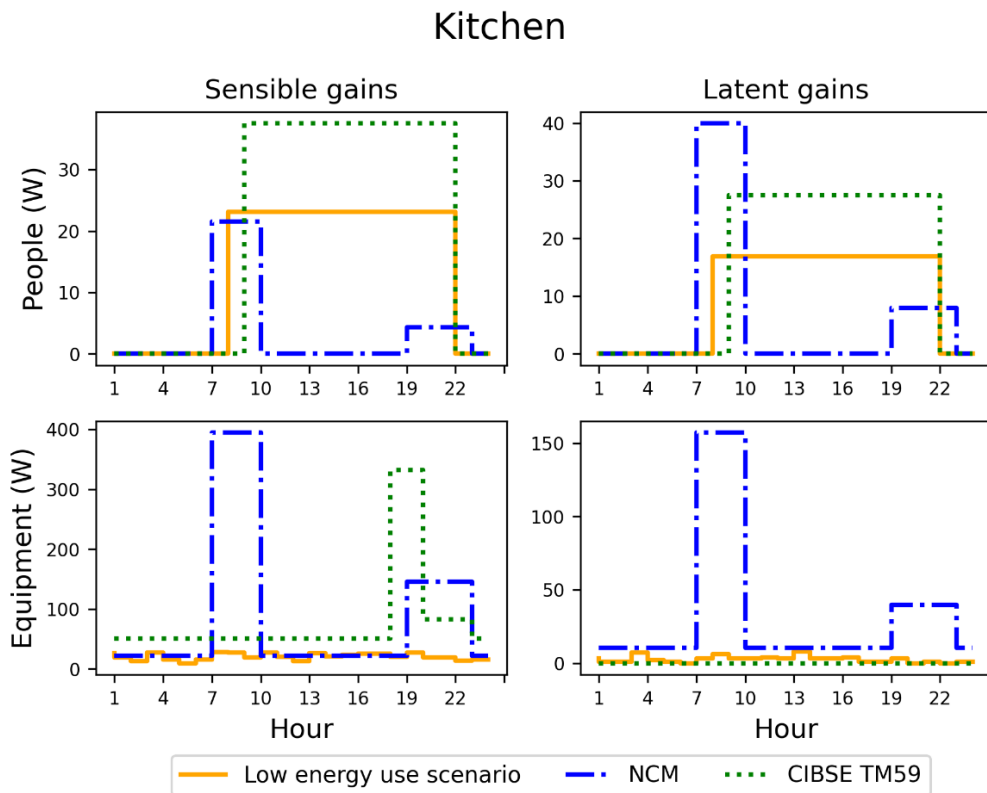 Kitchen
Sensible gains
Latent gains
People (W)
30
20
10
0
1 4 7 10 13 16 19 22
40
30
20
10
0
1 4 7 10 13 16 19 22
Equipment (W)
400
300
200
100
0
1 4 7 10 13 16 19 22
Hour
150
100
50
0
1 4 7 10 13 16 19 22
Hour
Low energy use scenario NCM CIBSE TM59